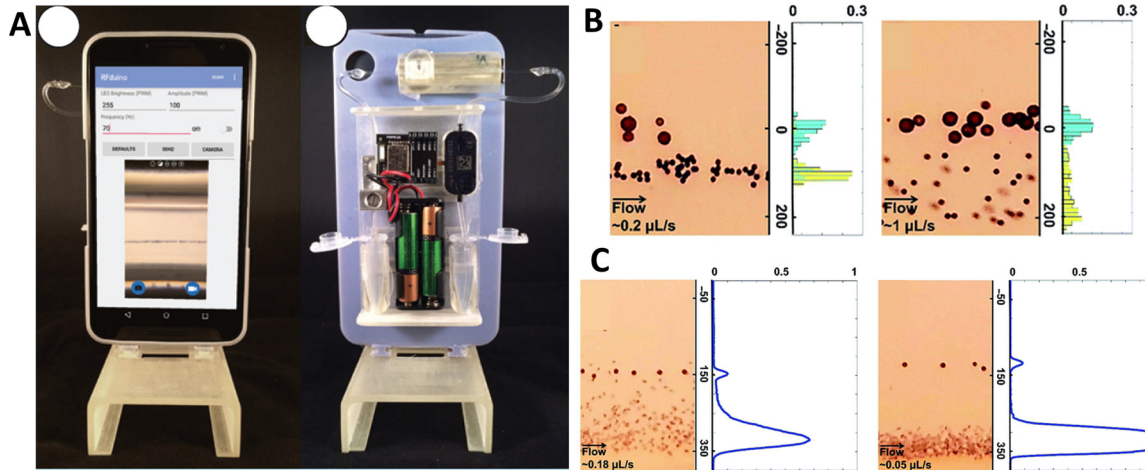 A
RFduino
SCAN
LED Brightness (PWM)
Amplitude (PWM)
255
100
Frequency (Hz)
70
on
DEFAULTS
SEND
CAMERA
B
0
0.3
-200
0
200
Flow
~0.2 µL/s
0
0.3
-200
0
200
Flow
~1 µL/s
C
0
0.5
1
-50
150
350
Flow
~0.18 µL/s
0
0.5
-50
150
350
Flow
~0.05 µL/s